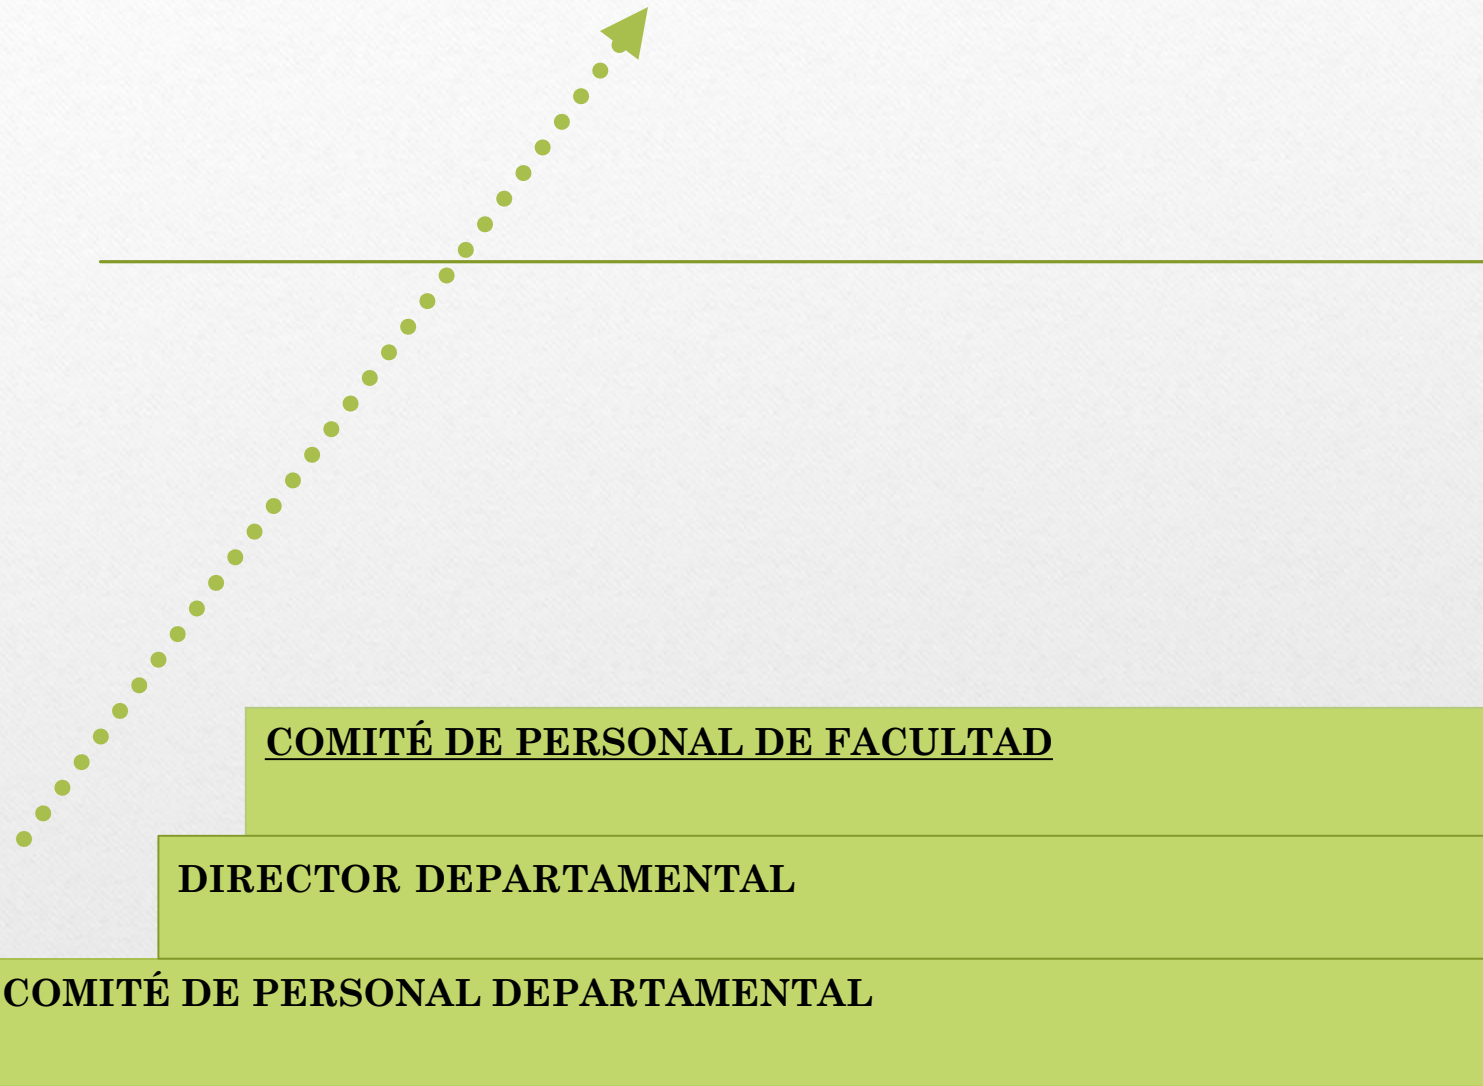 COMITÉ DE PERSONAL DE FACULTAD
DIRECTOR DEPARTAMENTAL
COMITÉ DE PERSONAL DEPARTAMENTAL